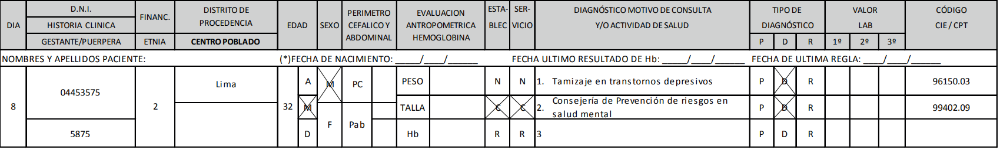 DIA D.N.I. FINANC. DISTRITO DE PROCEDENCIA EDAD SEXO PERIMETRO CEFALICO Y ABDOMINAL EVALUACION ANTROPOMETRICA HEMOGLOBINA ESTA-BLEC SER-VICIO DIAGNÓSTICO MOTIVO DE CONSULTA Y/O ACTIVIDAD DE SALUD TIPO DE DIAGNÓSTICO VALOR LAB CÓDIGO CIE / CPT
HISTORIA CLINICA
GESTANTE/PUERPERA ETNIA CENTRO POBLADO P D R 1º 2º 3º
NOMBRES Y APELLIDOS PACIENTE: (*)FECHA DE NACIMIENTO: _____/____/______ FECHA ULTIMO RESULTADO DE Hb: _____/____/______ FECHA DE ULTIMA REGLA: ____/____/______
8 04453575 2 Lima 32 A M PC PESO N N 1. Tamizaje en transtornos depresivos P D R 96150.03
M TALLA C C 2. Consejería de Prevención de riesgos en salud mental P D R 99402.09
5875 D F Pab Hb R R 3 P D R